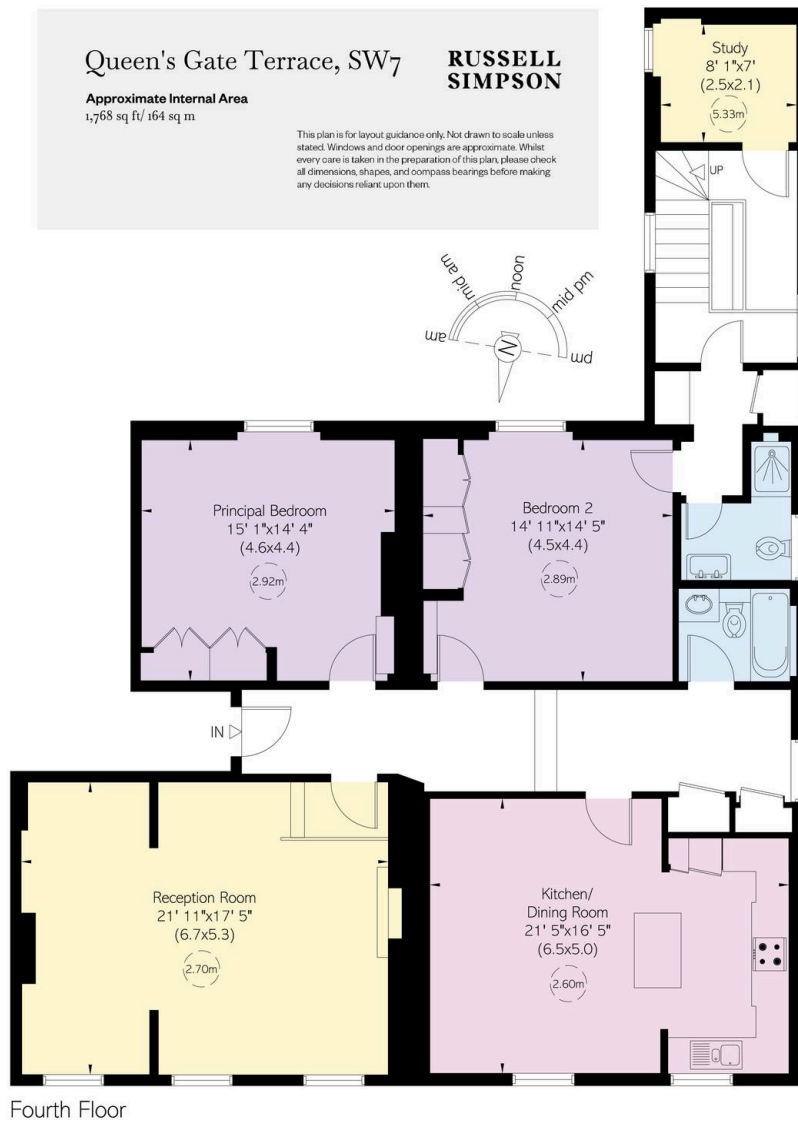 Queen's Gate Terrace, SW7
RUSSELL
SIMPSON
Approximate Internal Area
1,768 sq ft/ 164 sq m
This plan is for layout guidance only. Not drawn to scale unless
stated. Windows and door openings are approximate. Whilst
every care is taken in the preparation of this plan, please check
all dimensions, shapes, and compass bearings before making
any decisions reliant upon them.
Study
8' 1"x7'
(2.5x2.1)
5.33m
UP
am
mid am
noon
mid pm
pm
N
Principal Bedroom
15' 1"x14' 4"
(4.6x4.4)
2.92m
Bedroom 2
14' 11"x14' 5"
(4.5x4.4)
2.89m
IN
Reception Room
21' 11"x17' 5"
(6.7x5.3)
2.70m
Kitchen/
Dining Room
21' 5"x16' 5"
(6.5x5.0)
2.60m
Fourth Floor